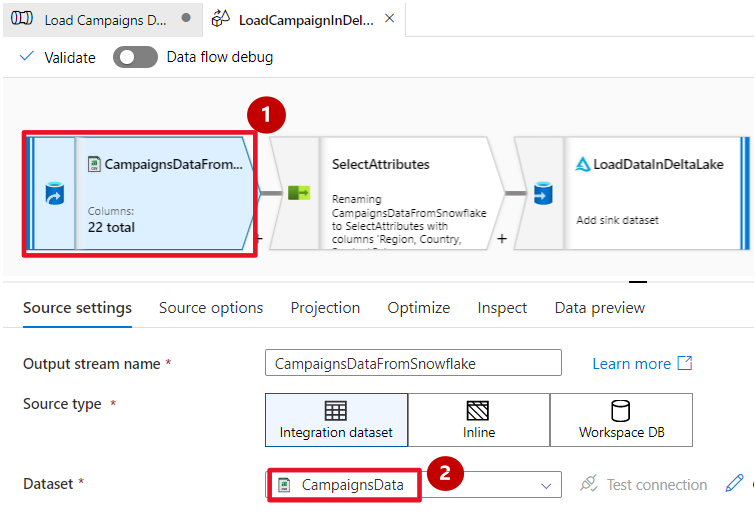 Load Campaigns D...
LoadCampaignInDel...
Validate
Data flow debug
1
CampaignsDataFrom...
Columns:
22 total
+
SelectAttributes
Renaming
CampaignsDataFromSnowflake
to SelectAttributes with
columns 'Region, Country,
+
LoadDataInDeltaLake
Add sink dataset
Source settings
Source options
Projection
Optimize
Inspect
Data preview
Output stream name *
CampaignsDataFromSnowflake
Learn more
Source type *
Integration dataset
Inline
Workspace DB
2
Dataset *
CampaignsData
Test connection